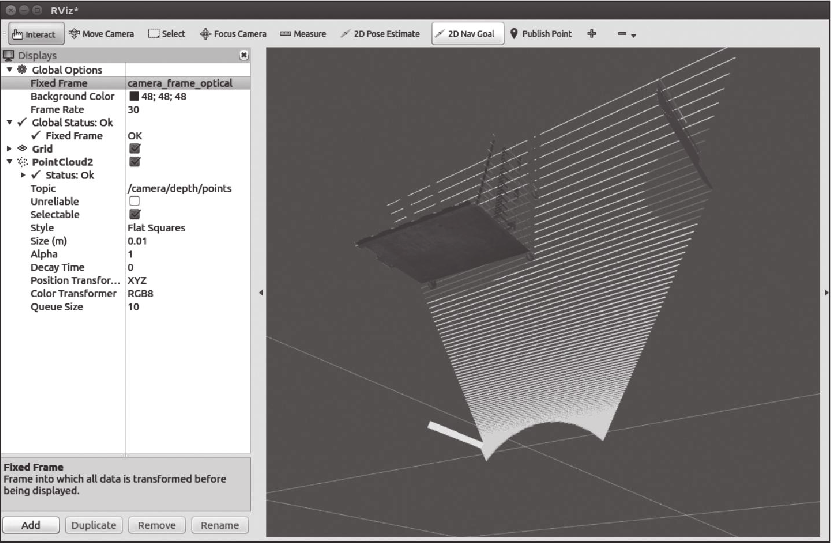 RViz*
Interact Move Camera Select Focus Camera Measure 2D Pose Estimate 2D Nav Goal Publish Point
Displays
Global Options
Fixed Frame camera_frame_optical
Background Color 48; 48; 48
Frame Rate 30
Global Status: Ok
Fixed Frame OK
Grid
PointCloud2
Status: Ok
Topic /camera/depth/points
Unreliable
Selectable
Style Flat Squares
Size (m) 0.01
Alpha 1
Decay Time 0
Position Transfor... XYZ
Color Transformer RGB8
Queue Size 10
Fixed Frame
Frame into which all data is transformed before
being displayed.
Add Duplicate Remove Rename